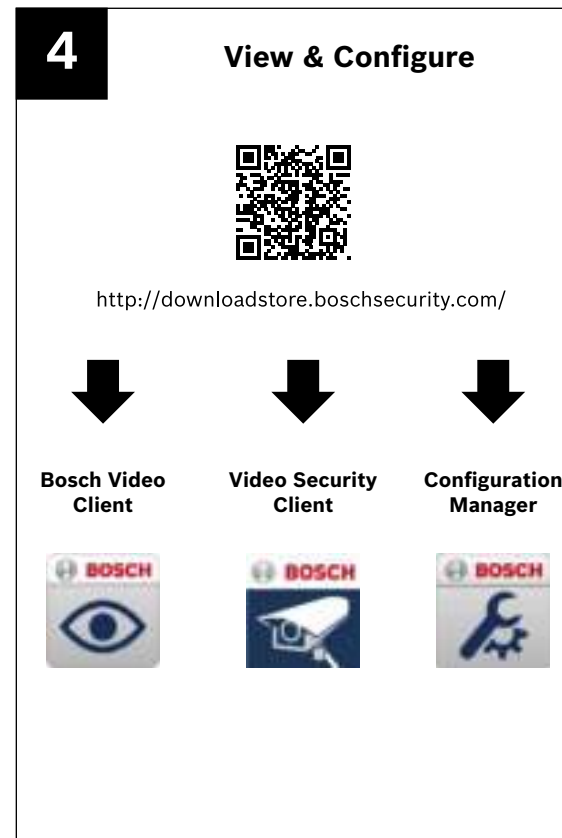 4
View & Configure
http://downloadstore.boschsecurity.com/
Bosch Video
Client
Video Security
Client
Configuration
Manager
BOSCH
BOSCH
BOSCH